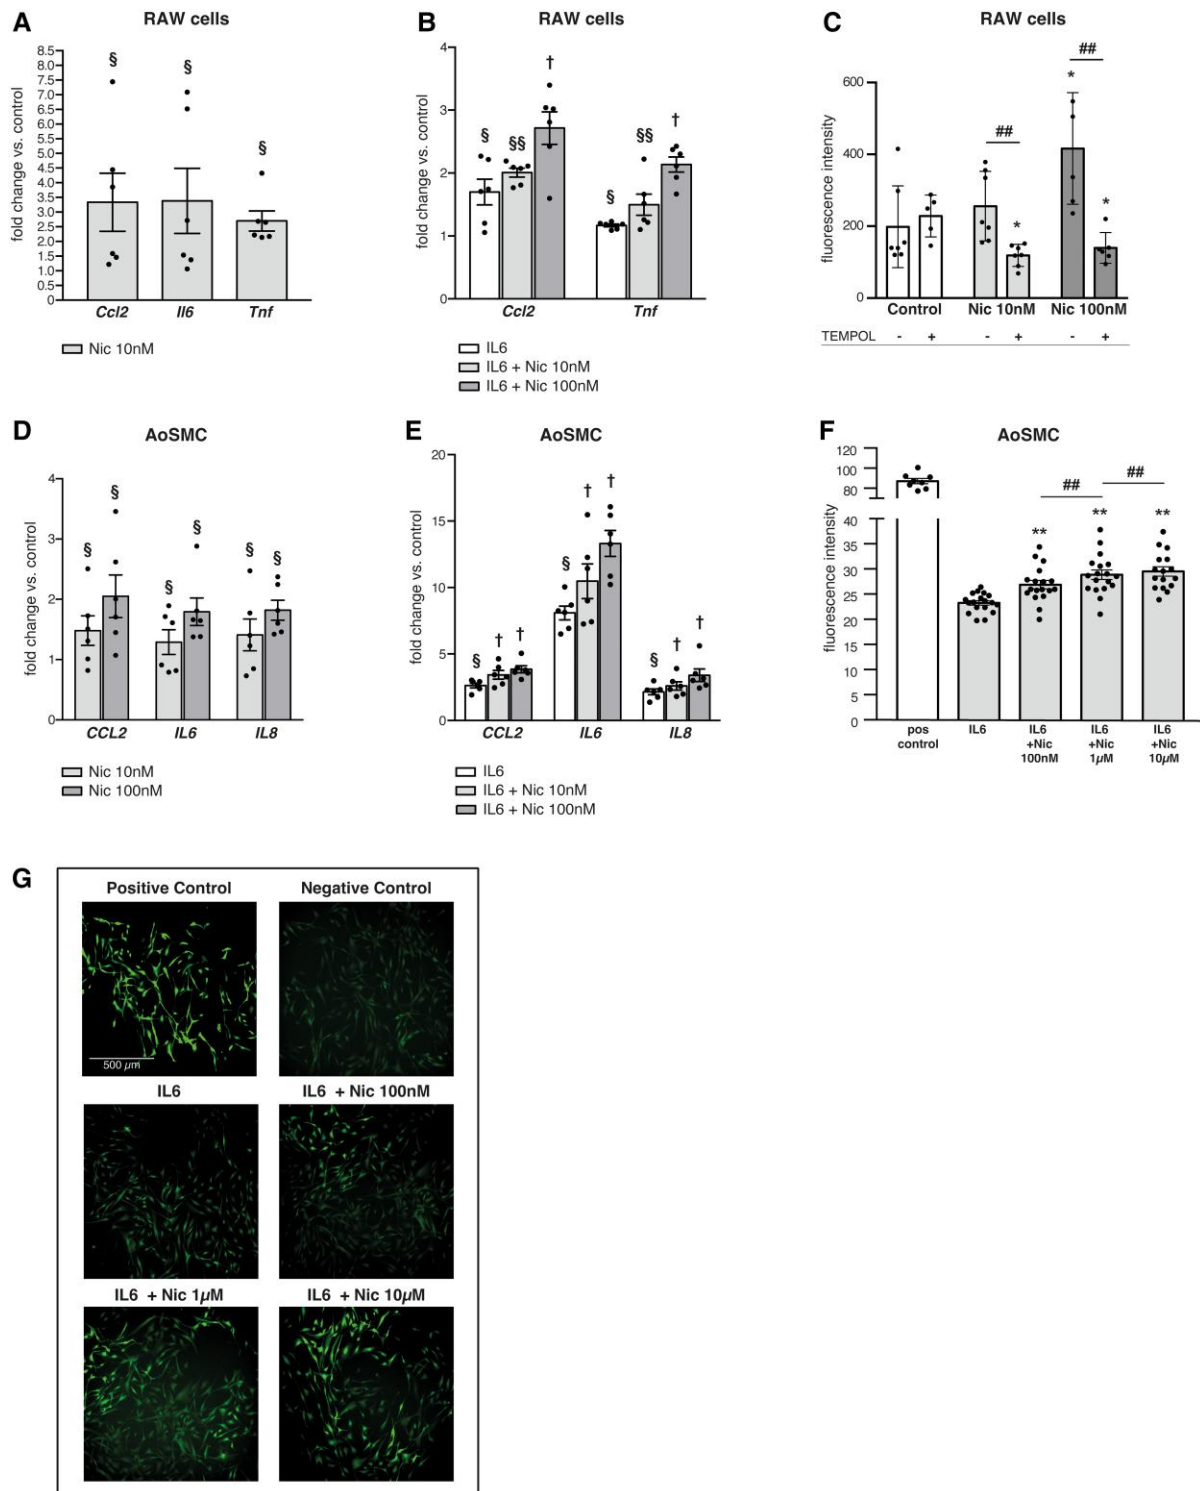 A RAW cells
fold change vs. control
8.5
8.0
7.5
7.0
6.5
6.0
5.5
5.0
4.5
4.0
3.5
3.0
2.5
2.0
1.5
1.0
0.5
0
§ § §
Ccl2 Il6 Tnf
Nic 10nM
B RAW cells
fold change vs. control
4
3
2
1
0
§ §§ † § §§ †
Ccl2 Tnf
IL6
IL6 + Nic 10nM
IL6 + Nic 100nM
C RAW cells
fluorescence intensity
600
400
200
0
## * ## * *
Control Nic 10nM Nic 100nM
TEMPOL - + - + - +
D AoSMC
fold change vs. control
4
3
2
1
0
§ § § § § §
CCL2 IL6 IL8
Nic 10nM
Nic 100nM
E AoSMC
fold change vs. control
20
15
10
5
0
§ † † § † † § † †
CCL2 IL6 IL8
IL6
IL6 + Nic 10nM
IL6 + Nic 100nM
F AoSMC
fluorescence intensity
120
100
80
40
35
30
25
20
15
10
5
0
## ##
** ** **
pos IL6 IL6 IL6 IL6
control +Nic +Nic +Nic
100nM 1µM 10µM
G
Positive Control Negative Control
500 µm
IL6 IL6 + Nic 100nM
IL6 + Nic 1µM IL6 + Nic 10µM